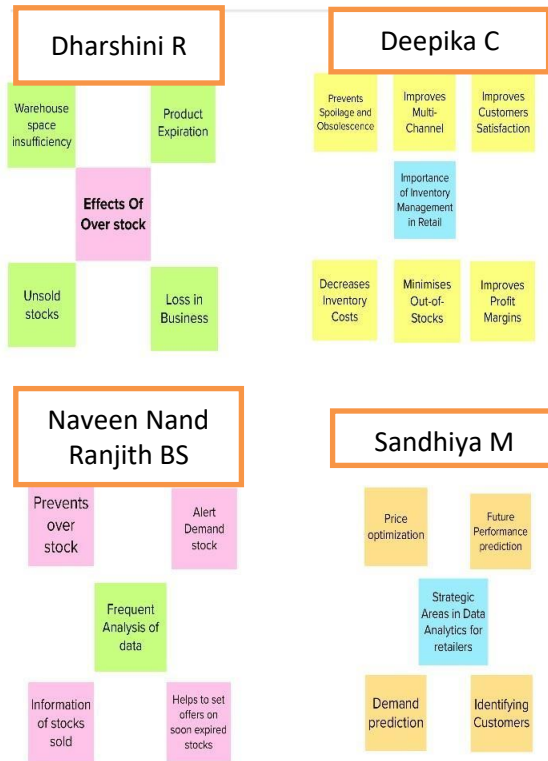 Dharshini R
Warehouse
space
insufficiency
Product
Expiration
Effects Of
Over stock
Unsold
stocks
Loss in
Business
Deepika C
Prevents
Spoilage and
Obsolescence
Improves
Multi-
Channel
Improves
Customers
Satisfaction
Importance
of Inventory
Management
in Retail
Decreases
Inventory
Costs
Minimises
Out-of-
Stocks
Improves
Profit
Margins
Naveen Nand
Ranjith BS
Prevents
over
stock
Alert
Demand
stock
Frequent
Analysis of
data
Information
of stocks
sold
Helps to set
offers on
soon expired
stocks
Sandhiya M
Price
optimization
Future
Performance
prediction
Strategic
Areas in Data
Analytics for
retailers
Demand
prediction
Identifying
Customers